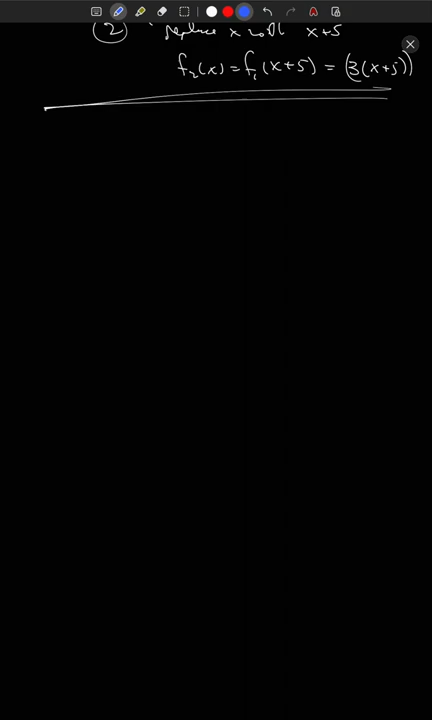 ② replace x with x+5
f₂(x) = f₁(x+5) = (3(x+5))